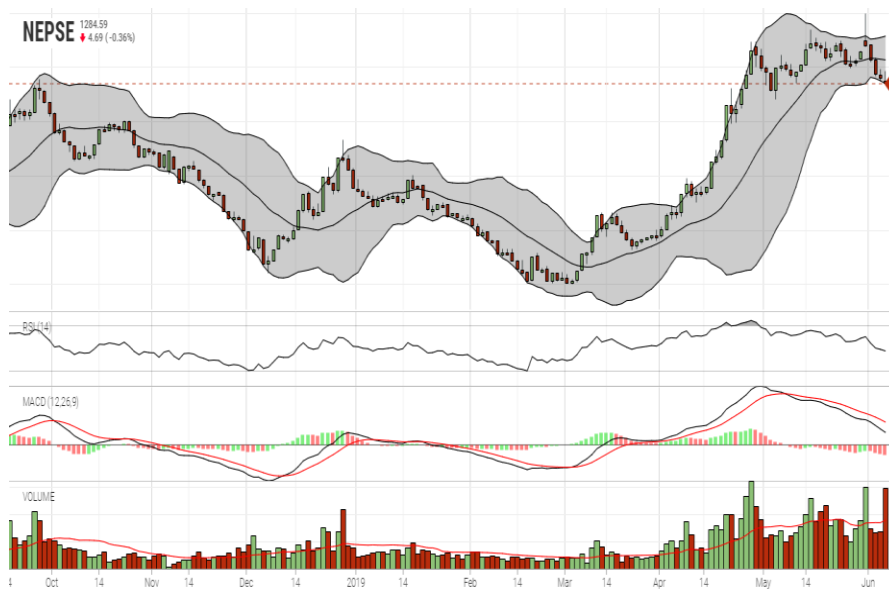 NEPSE 1284.59
4.69 (-0.36%)
RSI (14)
MACD (12,26,9)
VOLUME
4 Oct 14 Nov 14 Dec 14 2019 14 Feb 14 Mar 14 Apr 14 May 14 Jun